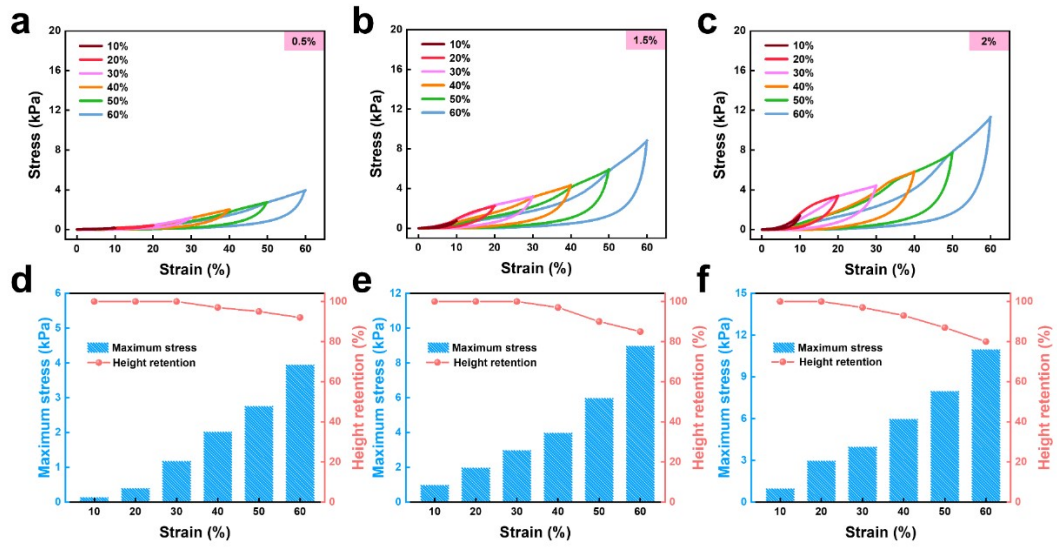 a
0.5%
10%
20%
30%
40%
50%
60%
Stress (kPa)
20
16
12
8
4
0
0 10 20 30 40 50 60
Strain (%)
b
1.5%
10%
20%
30%
40%
50%
60%
Stress (kPa)
20
16
12
8
4
0
0 10 20 30 40 50 60
Strain (%)
c
2%
10%
20%
30%
40%
50%
60%
Stress (kPa)
20
16
12
8
4
0
0 10 20 30 40 50 60
Strain (%)
d
Maximum stress
Height retention
Maximum stress (kPa)
6
5
4
3
2
1
0
Height retention (%)
100
80
60
40
20
0
10 20 30 40 50 60
Strain (%)
e
Maximum stress
Height retention
Maximum stress (kPa)
12
10
8
6
4
2
0
Height retention (%)
100
80
60
40
20
0
10 20 30 40 50 60
Strain (%)
f
Maximum stress
Height retention
Maximum stress (kPa)
15
12
9
6
3
0
Height retention (%)
100
80
60
40
20
0
10 20 30 40 50 60
Strain (%)